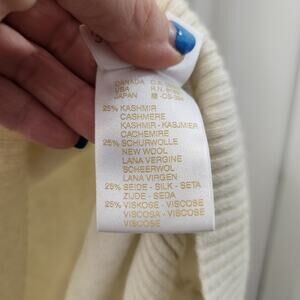 CANADA C.A.
USA R.N.
JAPAN
25% KASHMIR
CASHMERE
KASHMIR - KASJMIER
CACHEMIRE
25% SCHURWOLLE
NEW WOOL
LANA VERGINE
SCHEERWOL
LANA VIRGEN
25% SEIDE - SILK - SETA
ZIJDE - SEDA
25% VISKOSE - VISCOSE
VISCOSA - VISCOSE
VISCOSE